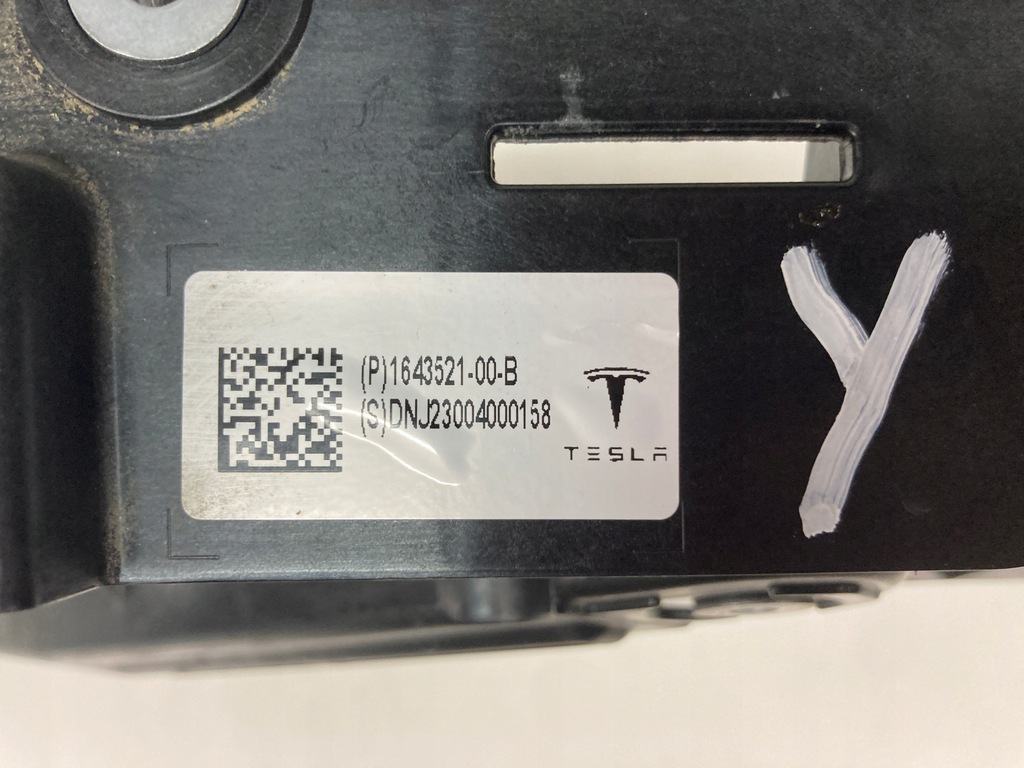 (P)1643521-00-B
(S)DNJ23004000158
TESLA
Y